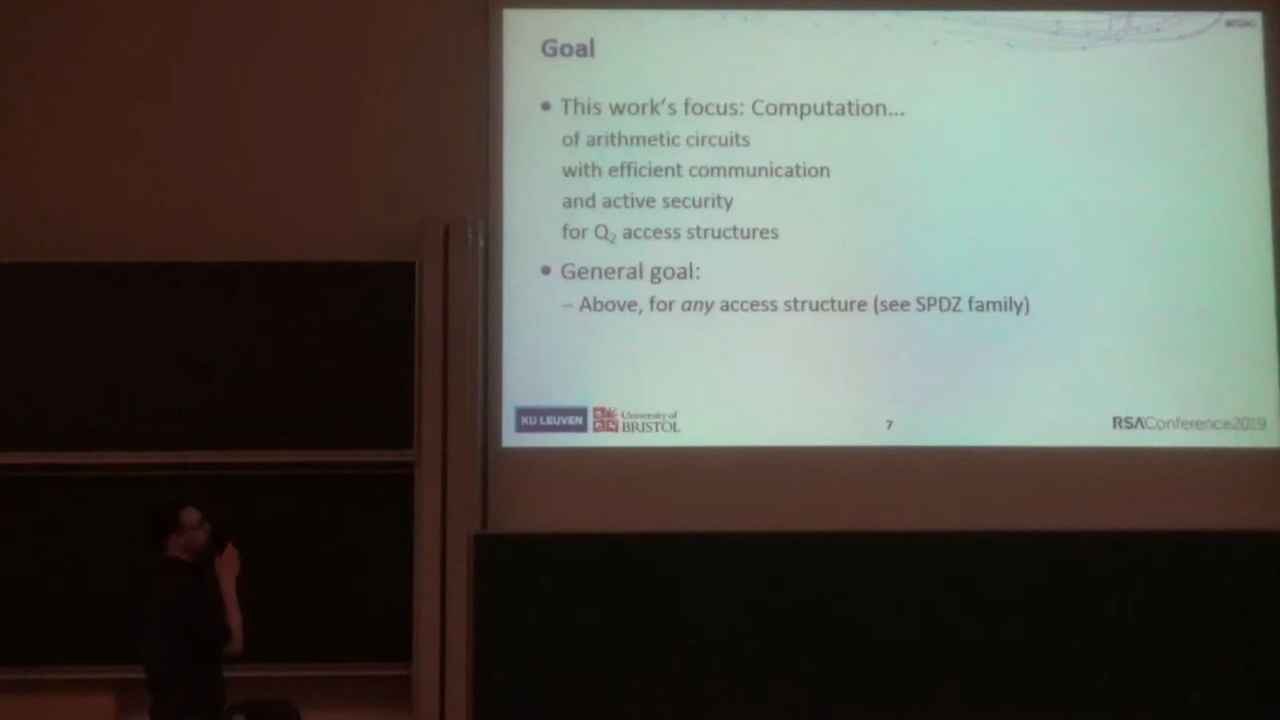 Goal
• This work's focus: Computation...
of arithmetic circuits
with efficient communication
and active security
for Q₂ access structures
• General goal:
– Above, for any access structure (see SPDZ family)
KU LEUVEN
University of
BRISTOL
7
RSAConference2019